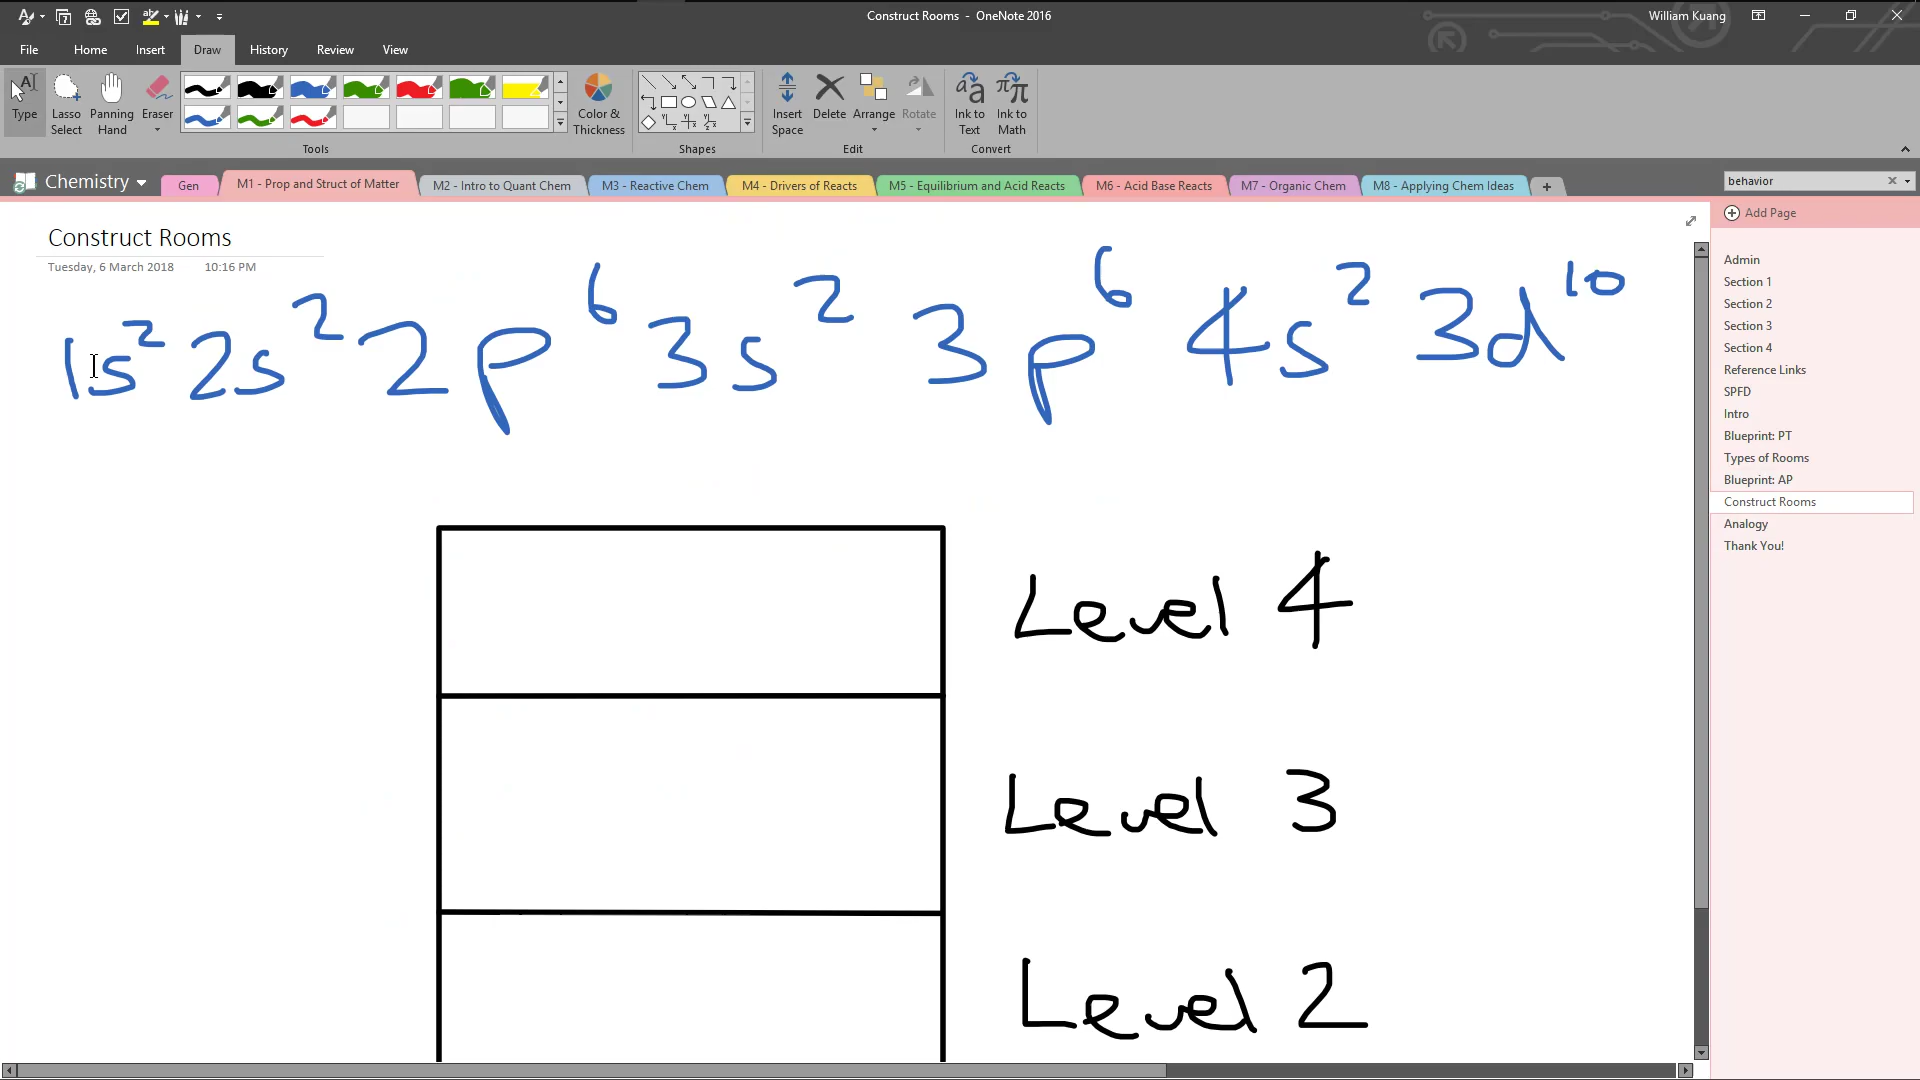 Construct Rooms - OneNote 2016
William Kuang
File Home Insert Draw History Review View
Type
Lasso Select
Panning Hand
Eraser
Color & Thickness
Insert Space
Delete
Arrange
Rotate
Ink to Text
Ink to Math
Tools Shapes Edit Convert
Chemistry
Gen
M1 - Prop and Struct of Matter
M2 - Intro to Quant Chem
M3 - Reactive Chem
M4 - Drivers of Reacts
M5 - Equilibrium and Acid Reacts
M6 - Acid Base Reacts
M7 - Organic Chem
M8 - Applying Chem Ideas
behavior
Add Page
Construct Rooms
Tuesday, 6 March 2018 10:16 PM
1s² 2s² 2p⁶ 3s² 3p⁶ 4s² 3d¹⁰
Level 4
Level 3
Level 2
Admin
Section 1
Section 2
Section 3
Section 4
Reference Links
SPFD
Intro
Blueprint: PT
Types of Rooms
Blueprint: AP
Construct Rooms
Analogy
Thank You!